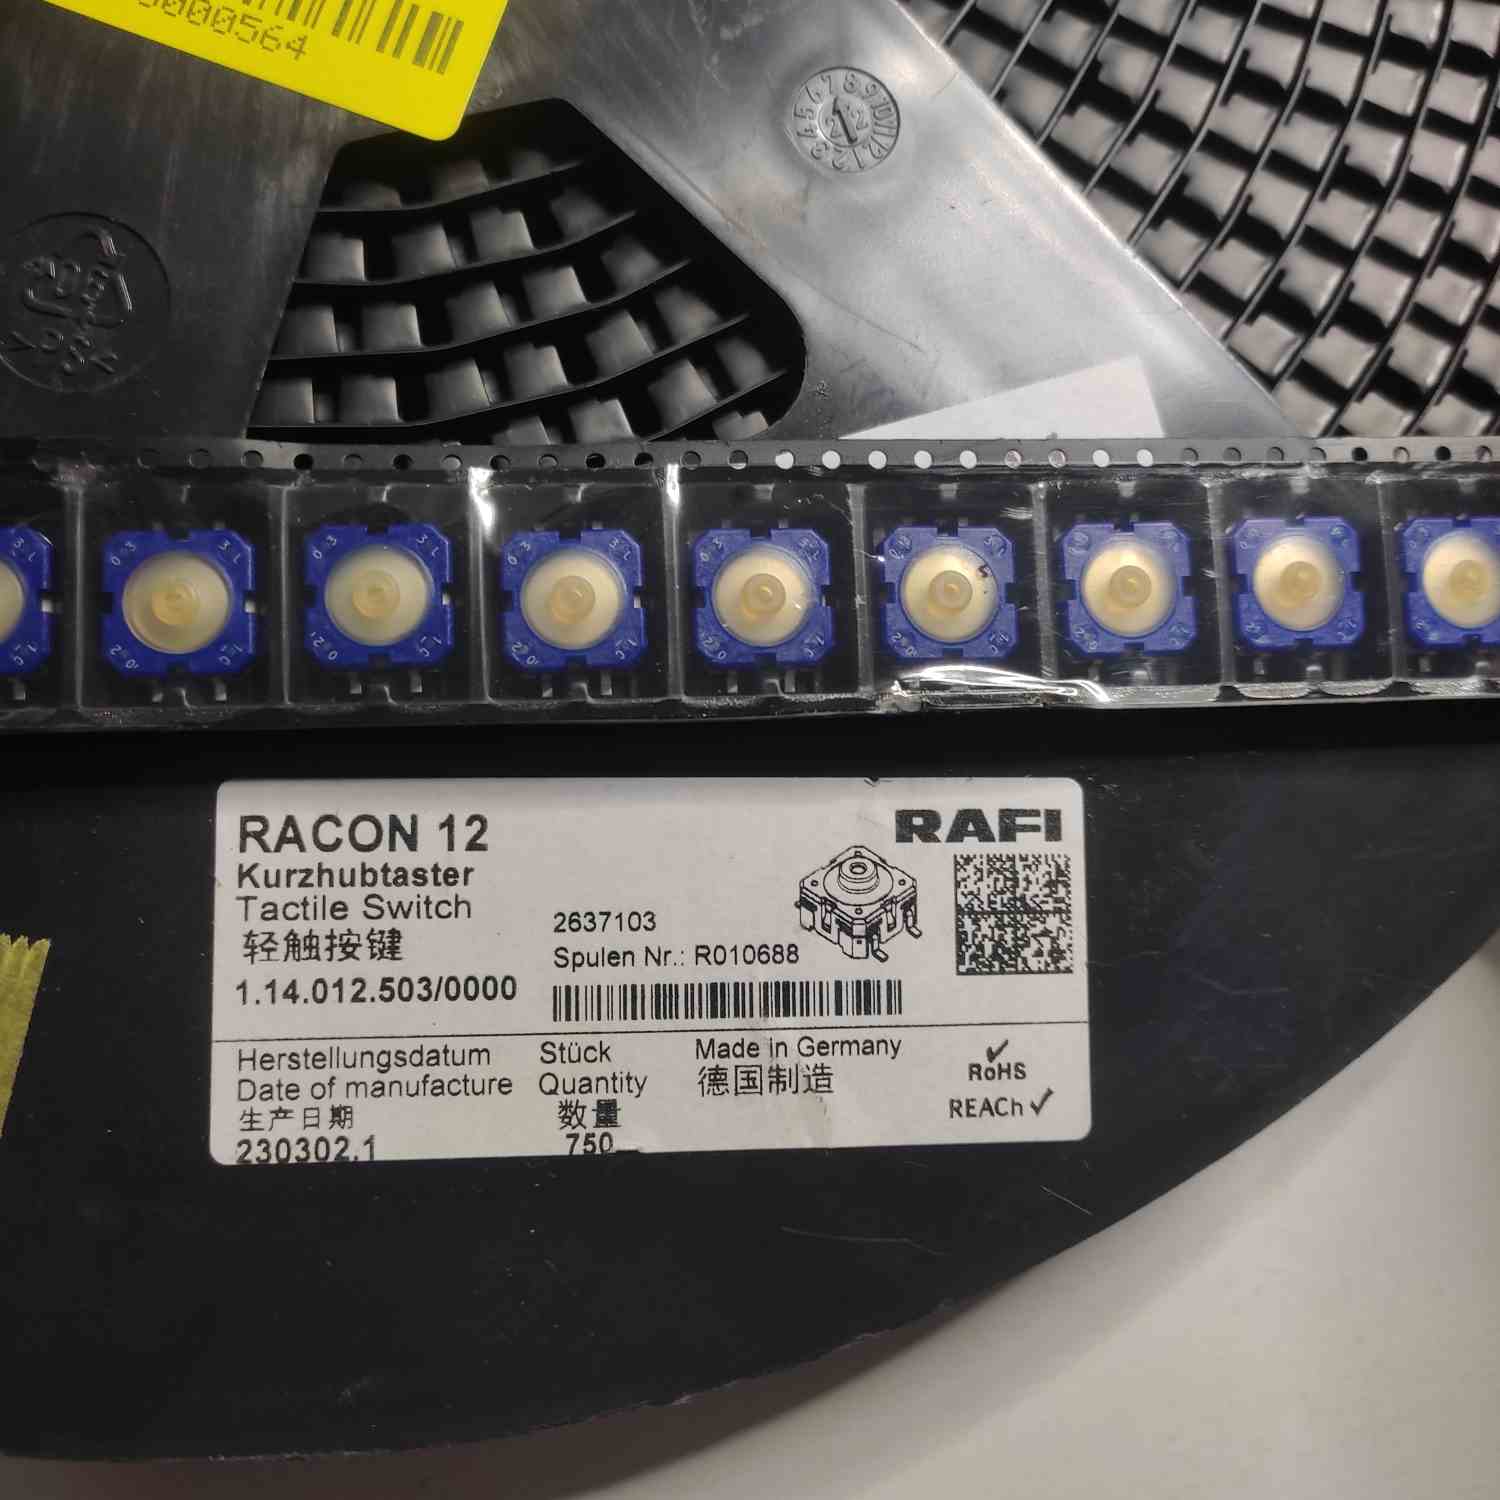 0000564
RACON 12
RAFI
Kurzhubtaster
Tactile Switch
轻触按键
2637103
Spulen Nr.: R010688
1.14.012.503/0000
Herstellungsdatum
Date of manufacture
生产日期
230302.1
Stück
Quantity
数量
750
Made in Germany
德国制造
RoHS
REACh